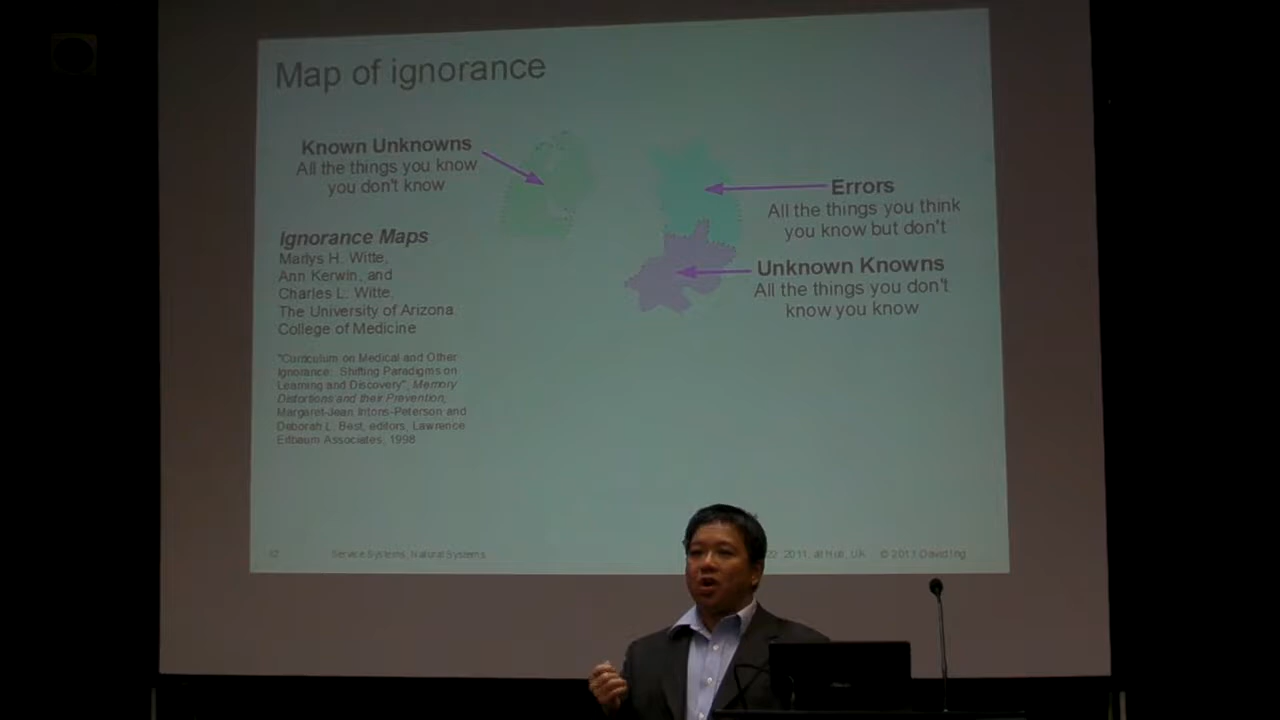 Map of ignorance
Known Unknowns
All the things you know
you don't know
Ignorance Maps
Marlys H. Witte,
Ann Kerwin, and
Charles L. Witte,
The University of Arizona,
College of Medicine
"Curriculum on Medical and Other
Ignorance: Shifting Paradigms on
Learning and Discovery", Memory
Distortions and their Prevention,
Margaret-Jean Intons-Peterson and
Deborah L. Best, editors, Lawrence
Erlbaum Associates, 1998
Errors
All the things you think
you know but don't
Unknown Knowns
All the things you don't
know you know
Service Systems, Natural Systems
22, 2011, at Hull, UK © 2011 David Ing